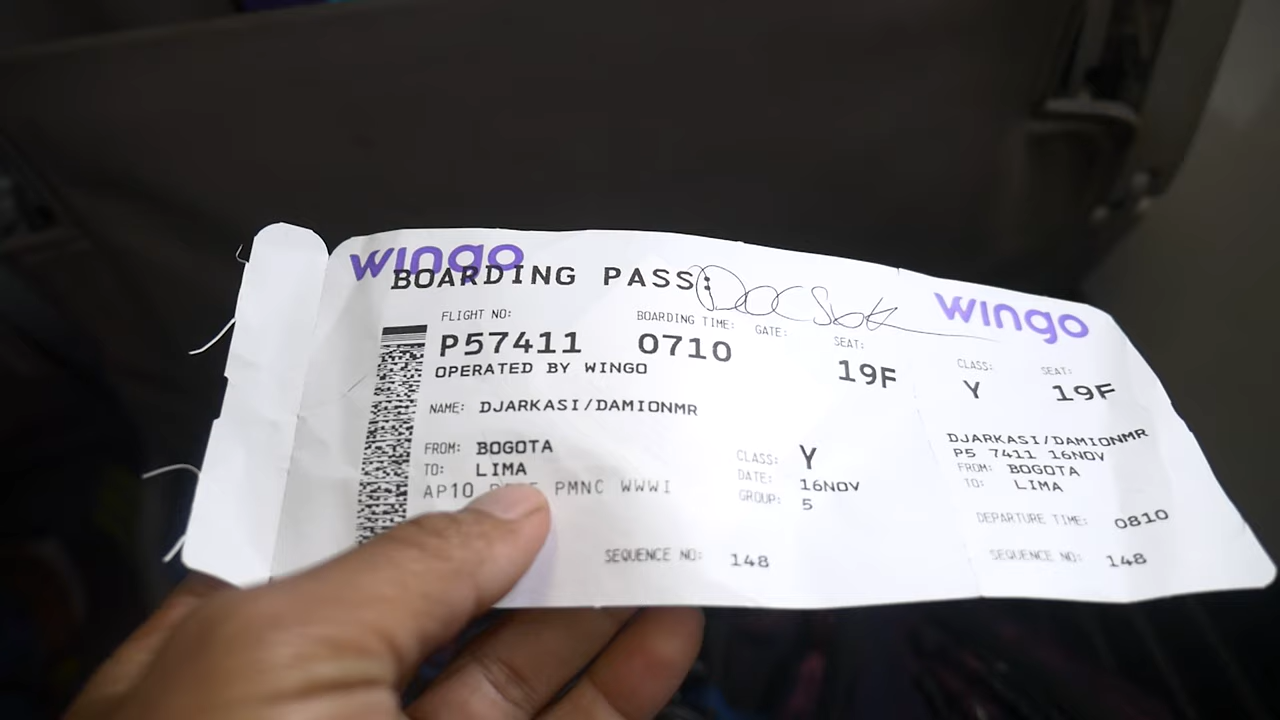 wingo
BOARDING PASS:
FLIGHT NO: BOARDING TIME: GATE: SEAT:
P57411 0710 19F
OPERATED BY WINGO
NAME: DJARKASI/DAMIONMR
FROM: BOGOTA
TO: LIMA
AP10 PMNC WWWI
CLASS: Y
DATE: 16NOV
GROUP: 5
SEQUENCE NO: 148
wingo
CLASS: SEAT:
Y 19F
DJARKASI/DAMIONMR
P5 7411 16NOV
FROM: BOGOTA
TO: LIMA
DEPARTURE TIME: 0810
SEQUENCE NO: 148